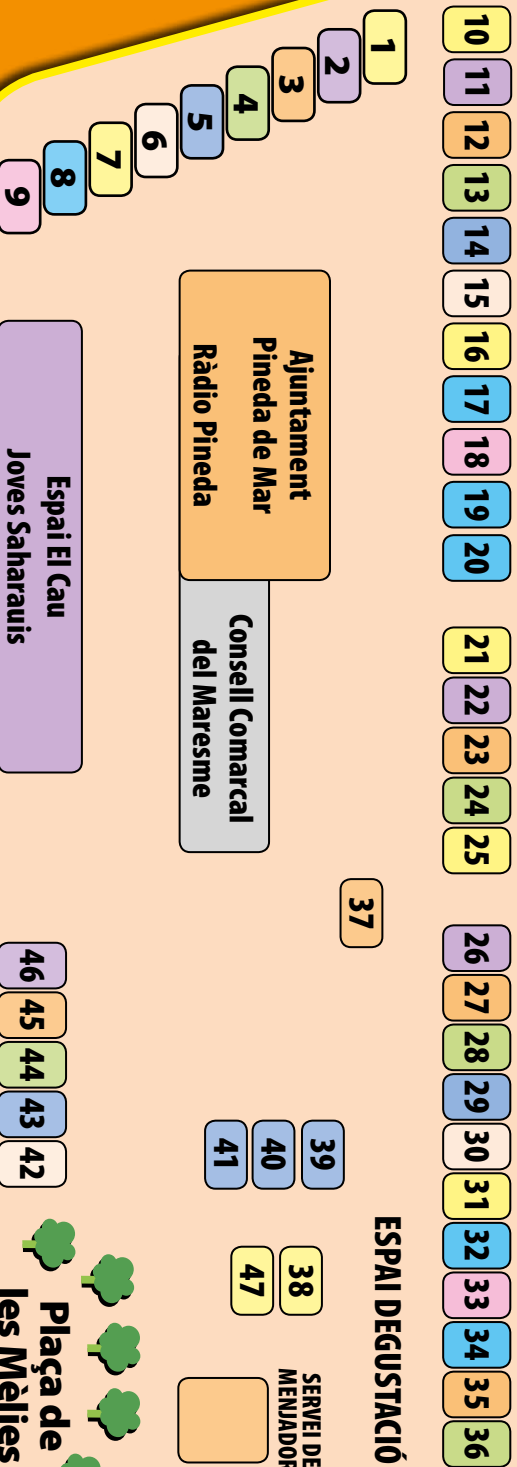 10 11 12 13 14 15 16 17 18 19 20 21 22 23 24 25 26 27 28 29 30 31 32 33 34 35 36
1
2
3
4
5
6
7
8
9
Ajuntament
Pineda de Mar
Ràdio Pineda
Consell Comarcal
del Maresme
Espai El Cau
Joves Saharauis
37
ESPAI DEGUSTACIÓ
39
40
41
38
47
SERVEI DE
MENJADOR
46 45 44 43 42
Plaça de
les Mèlies